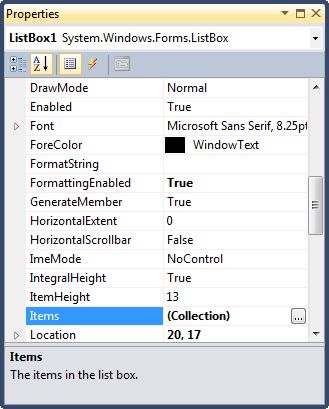 Properties
ListBox1 System.Windows.Forms.ListBox
A Z
DrawMode Normal
Enabled True
Font Microsoft Sans Serif, 8.25pt
ForeColor WindowText
FormatString
FormattingEnabled True
GenerateMember True
HorizontalExtent 0
HorizontalScrollbar False
ImeMode NoControl
IntegralHeight True
ItemHeight 13
Items (Collection) ...
Location 20, 17
Items
The items in the list box.